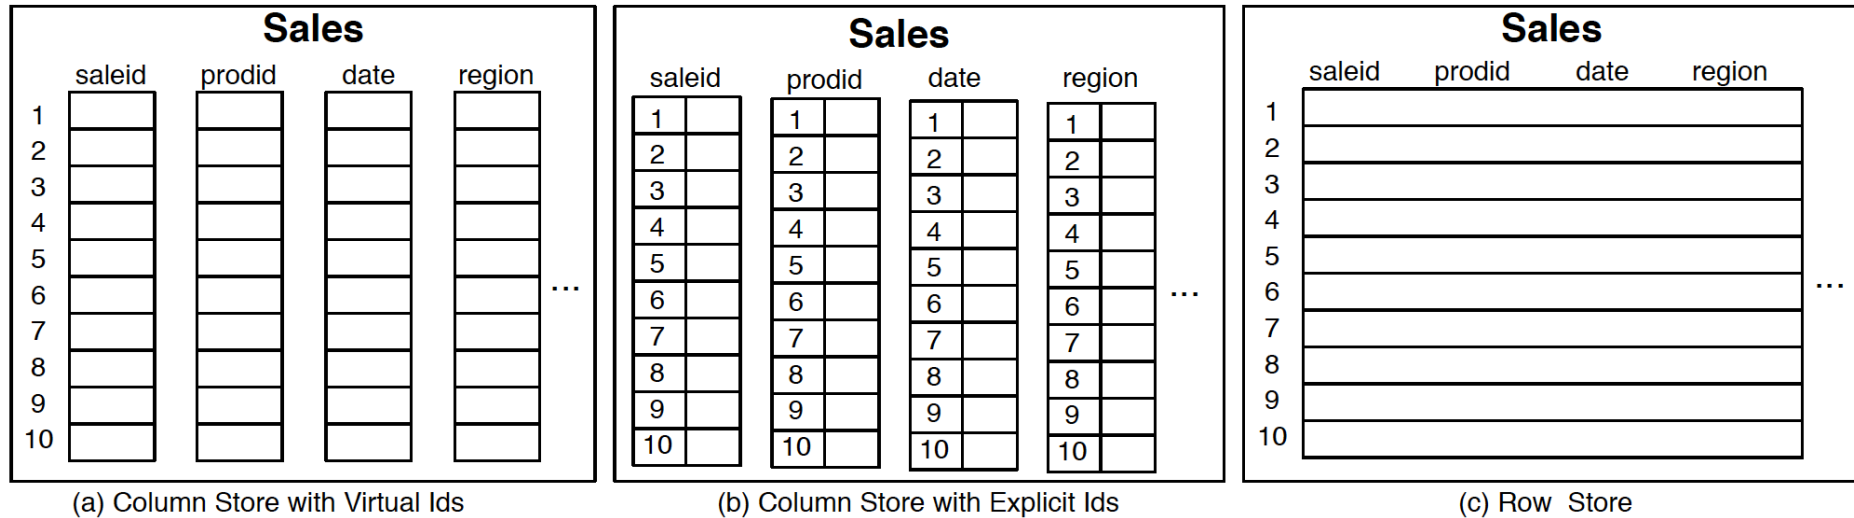 Sales
saleid prodid date region
1
2
3
4
5
6
7
8
9
10
...
(a) Column Store with Virtual Ids
Sales
saleid prodid date region
1 1 1 1
2 2 2 2
3 3 3 3
4 4 4 4
5 5 5 5
6 6 6 6
7 7 7 7
8 8 8 8
9 9 9 9
10 10 10 10
...
(b) Column Store with Explicit Ids
Sales
saleid prodid date region
1
2
3
4
5
6
7
8
9
10
...
(c) Row Store